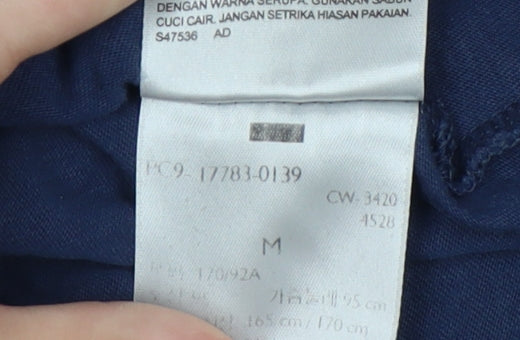 DENGAN WARNA SERUPA. GUNAKAN SABUN
CUCI CAIR. JANGAN SETRIKA HIASAN PAKAIAN.
S47536 AD
PC9- 17783-0139
CW-3420
4528
M
170/92A
가슴둘레 95 cm
165 cm / 170 cm